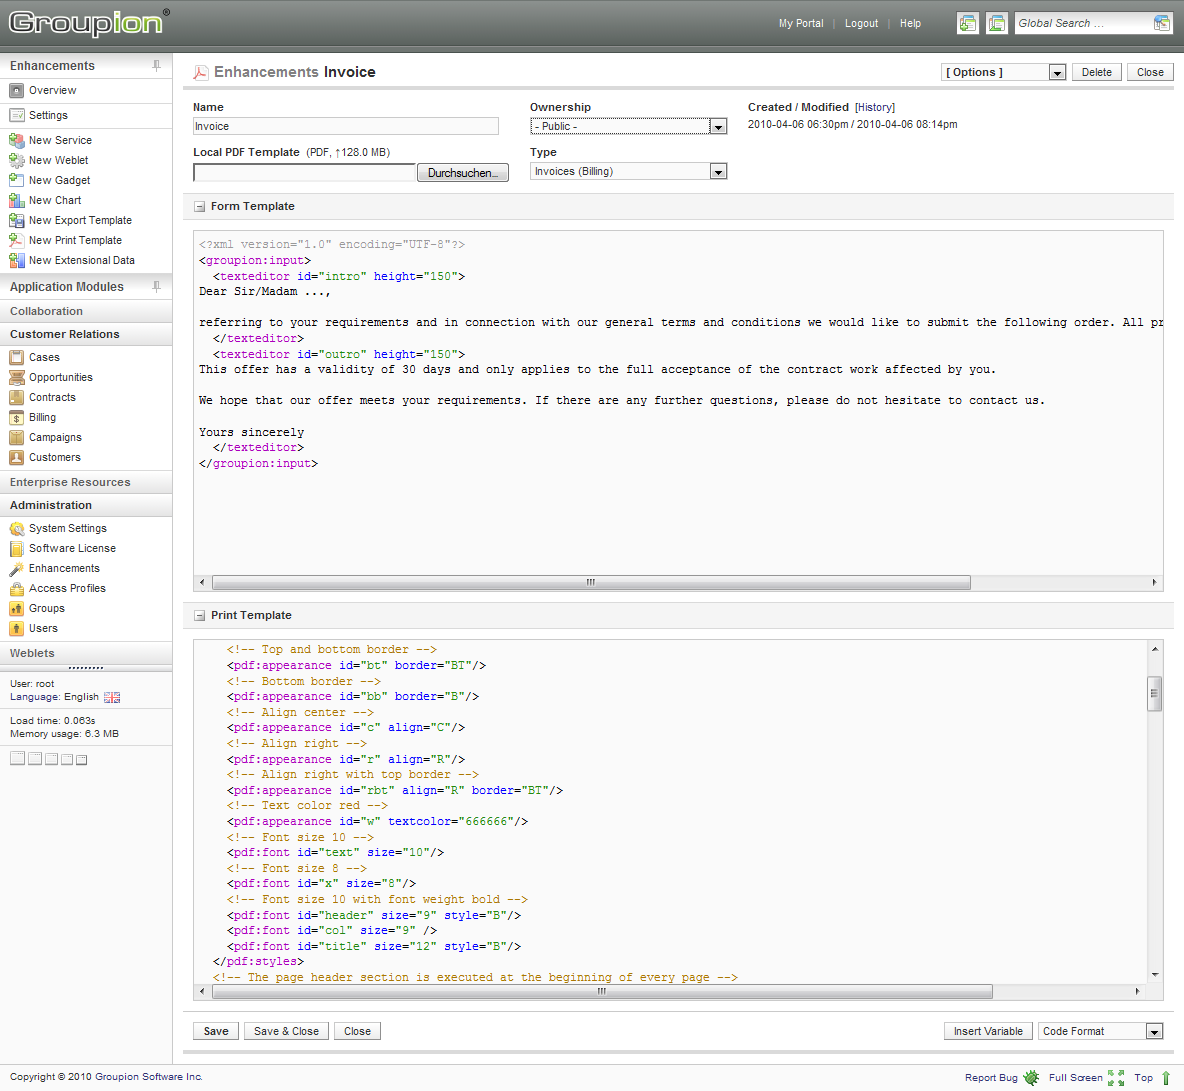 Groupion®
My Portal | Logout | Help
Global Search ...
Enhancements
Overview
Settings
New Service
New Weblet
New Gadget
New Chart
New Export Template
New Print Template
New Extensional Data
Application Modules
Collaboration
Customer Relations
Cases
Opportunities
Contracts
Billing
Campaigns
Customers
Enterprise Resources
Administration
System Settings
Software License
Enhancements
Access Profiles
Groups
Users
Weblets
User: root
Language: English
Load time: 0.063s
Memory usage: 6.3 MB
Enhancements Invoice
[ Options ]
Delete
Close
Name
Invoice
Ownership
- Public -
Created / Modified [History]
2010-04-06 06:30pm / 2010-04-06 08:14pm
Local PDF Template (PDF, ↑128.0 MB)
Durchsuchen...
Type
Invoices (Billing)
Form Template
<?xml version="1.0" encoding="UTF-8"?>
<groupion:input>
<texteditor id="intro" height="150">
Dear Sir/Madam ...,
referring to your requirements and in connection with our general terms and conditions we would like to submit the following order. All pr
</texteditor>
<texteditor id="outro" height="150">
This offer has a validity of 30 days and only applies to the full acceptance of the contract work affected by you.
We hope that our offer meets your requirements. If there are any further questions, please do not hesitate to contact us.
Yours sincerely
</texteditor>
</groupion:input>
Print Template
<!-- Top and bottom border -->
<pdf:appearance id="bt" border="BT"/>
<!-- Bottom border -->
<pdf:appearance id="bb" border="B"/>
<!-- Align center -->
<pdf:appearance id="c" align="C"/>
<!-- Align right -->
<pdf:appearance id="r" align="R"/>
<!-- Align right with top border -->
<pdf:appearance id="rbt" align="R" border="BT"/>
<!-- Text color red -->
<pdf:appearance id="w" textcolor="666666"/>
<!-- Font size 10 -->
<pdf:font id="text" size="10"/>
<!-- Font size 8 -->
<pdf:font id="x" size="8"/>
<!-- Font size 10 with font weight bold -->
<pdf:font id="header" size="9" style="B"/>
<pdf:font id="col" size="9" />
<pdf:font id="title" size="12" style="B"/>
</pdf:styles>
<!-- The page header section is executed at the beginning of every page -->
Save
Save & Close
Close
Insert Variable
Code Format
Copyright © 2010 Groupion Software Inc.
Report Bug
Full Screen
Top